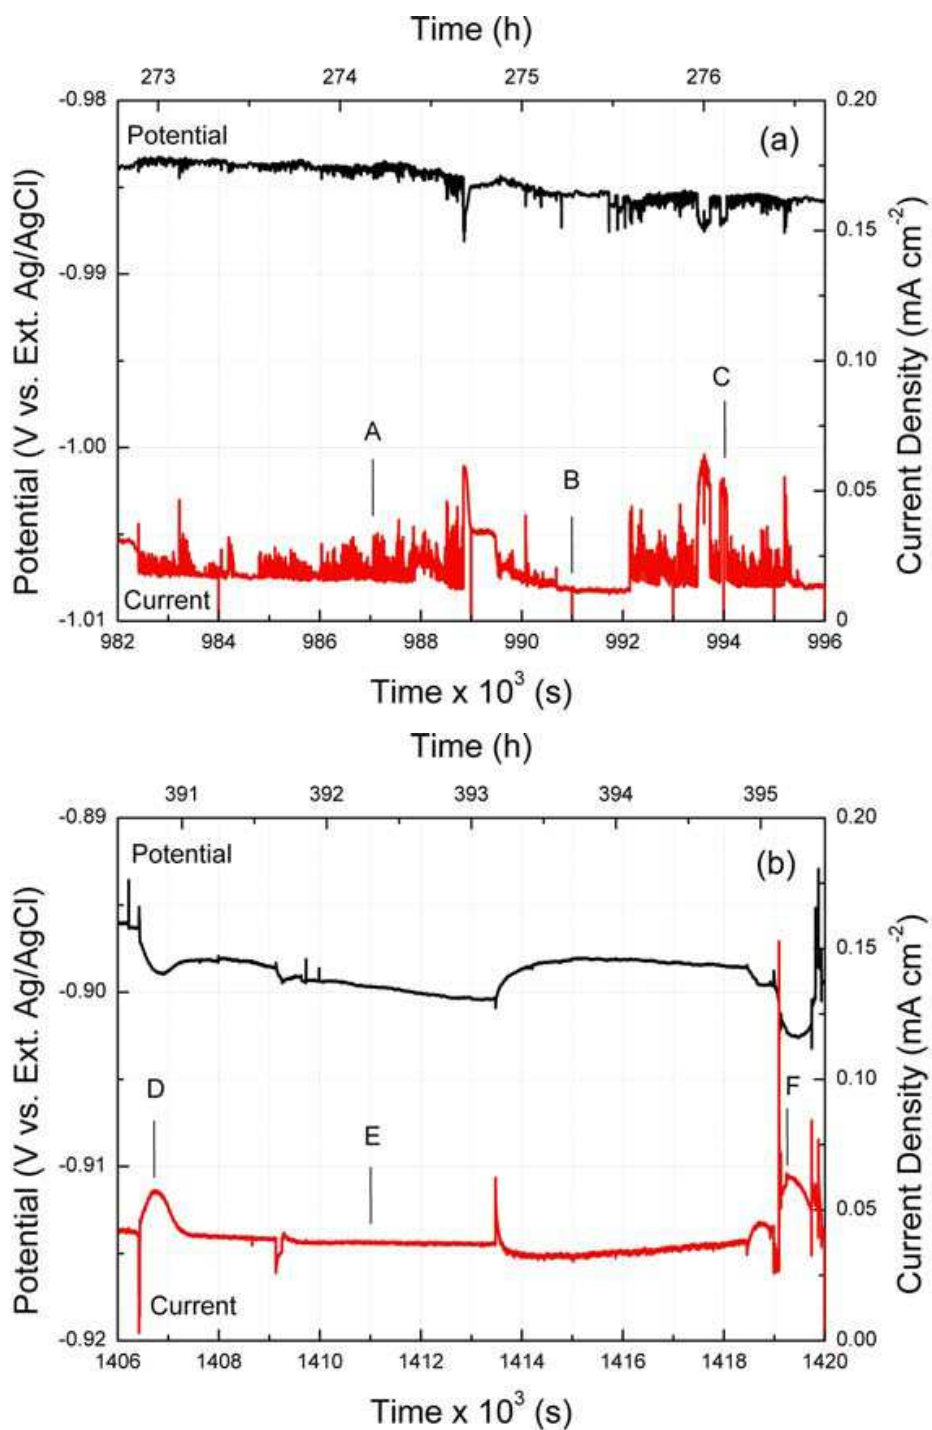 Time (h)
273 274 275 276
-0.98 0.20
Potential (a)
-0.99 0.15
0.10
C
A
-1.00
B 0.05
Current
-1.01 0
982 984 986 988 990 992 994 996
Potential (V vs. Ext. Ag/AgCl)
Current Density (mA cm-2)
Time x 10³ (s)
Time (h)
391 392 393 394 395
-0.89 0.20
Potential (b)
0.15
-0.90
D F 0.10
E
-0.91
0.05
Current
-0.92 0.00
1406 1408 1410 1412 1414 1416 1418 1420
Potential (V vs. Ext. Ag/AgCl)
Current Density (mA cm-2)
Time x 10³ (s)